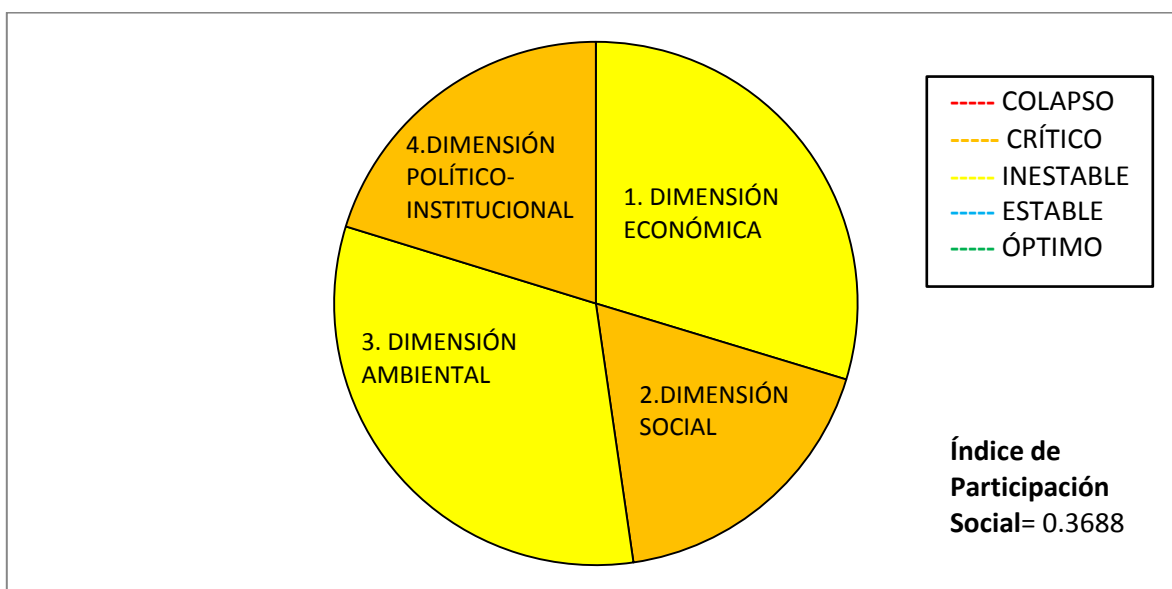 4.DIMENSIÓN
POLÍTICO-
INSTITUCIONAL
1. DIMENSIÓN
ECONÓMICA
3. DIMENSIÓN
AMBIENTAL
2.DIMENSIÓN
SOCIAL
----- COLAPSO
----- CRÍTICO
----- INESTABLE
----- ESTABLE
----- ÓPTIMO
Índice de
Participación
Social= 0.3688